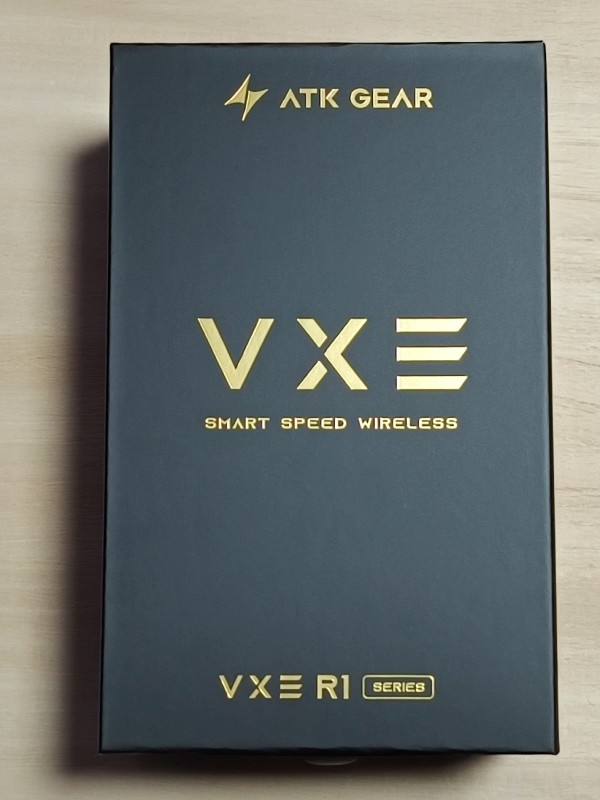 ATK GEAR
VXE
SMART SPEED WIRELESS
VXE R1 SERIES